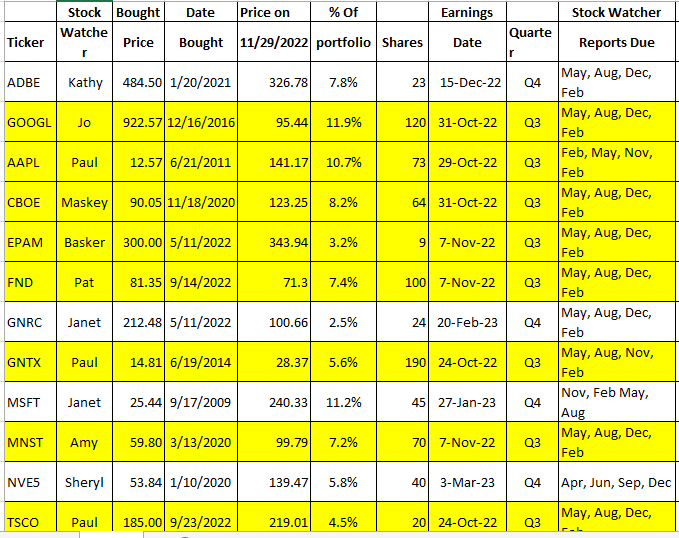 Stock Bought Date Price on % Of Earnings Stock Watcher
Ticker Watche r Price Bought 11/29/2022 portfolio Shares Date Quarte r Reports Due
ADBE Kathy 484.50 1/20/2021 326.78 7.8% 23 15-Dec-22 Q4 May, Aug, Dec,
Feb
GOOGL Jo 922.57 12/16/2016 95.44 11.9% 120 31-Oct-22 Q3 May, Aug, Dec,
Feb
AAPL Paul 12.57 6/21/2011 141.17 10.7% 73 29-Oct-22 Q3 Feb, May, Nov,
Feb
CBOE Maskey 90.05 11/18/2020 123.25 8.2% 64 31-Oct-22 Q3 May, Aug, Dec,
Feb
EPAM Basker 300.00 5/11/2022 343.94 3.2% 9 7-Nov-22 Q3 May, Aug, Dec,
Feb
FND Pat 81.35 9/14/2022 71.3 7.4% 100 7-Nov-22 Q3 May, Aug, Dec,
Feb
GNRC Janet 212.48 5/11/2022 100.66 2.5% 24 20-Feb-23 Q4 May, Aug, Dec,
Feb
GNTX Paul 14.81 6/19/2014 28.37 5.6% 190 24-Oct-22 Q3 May, Aug, Nov,
Feb
MSFT Janet 25.44 9/17/2009 240.33 11.2% 45 27-Jan-23 Q4 Nov, Feb May,
Aug
MNST Amy 59.80 3/13/2020 99.79 7.2% 70 7-Nov-22 Q3 May, Aug, Dec,
Feb
NVE5 Sheryl 53.84 1/10/2020 139.47 5.8% 40 3-Mar-23 Q4 Apr, Jun, Sep, Dec
TSCO Paul 185.00 9/23/2022 219.01 4.5% 20 24-Oct-22 Q3 May, Aug, Dec,